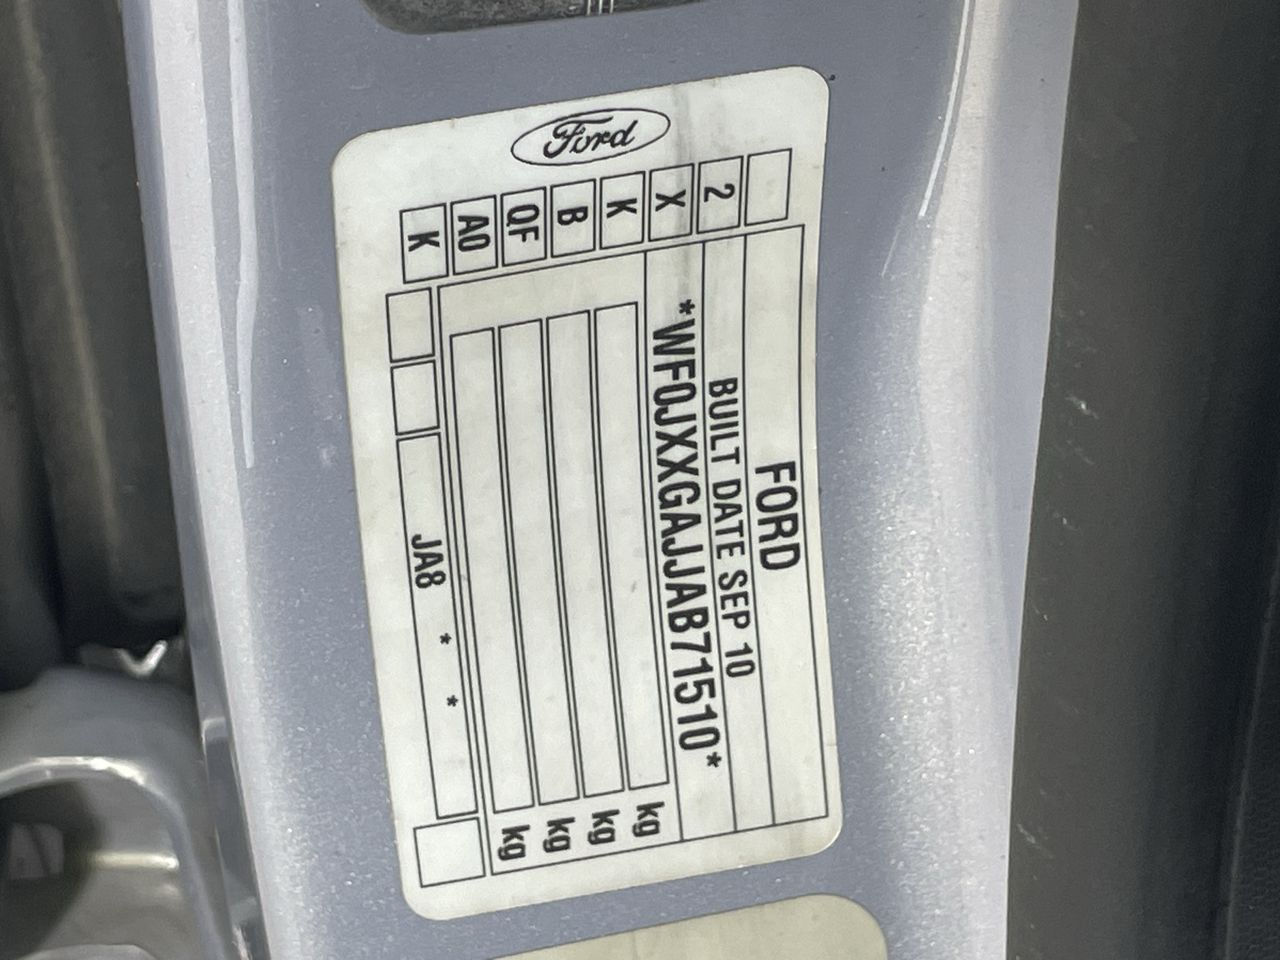 Ford
2
X
K
B
QF
A0
K
FORD
BUILT DATE SEP 10
*WF0JXXGAJJAB71510*
kg
kg
kg
kg
JA8 * *